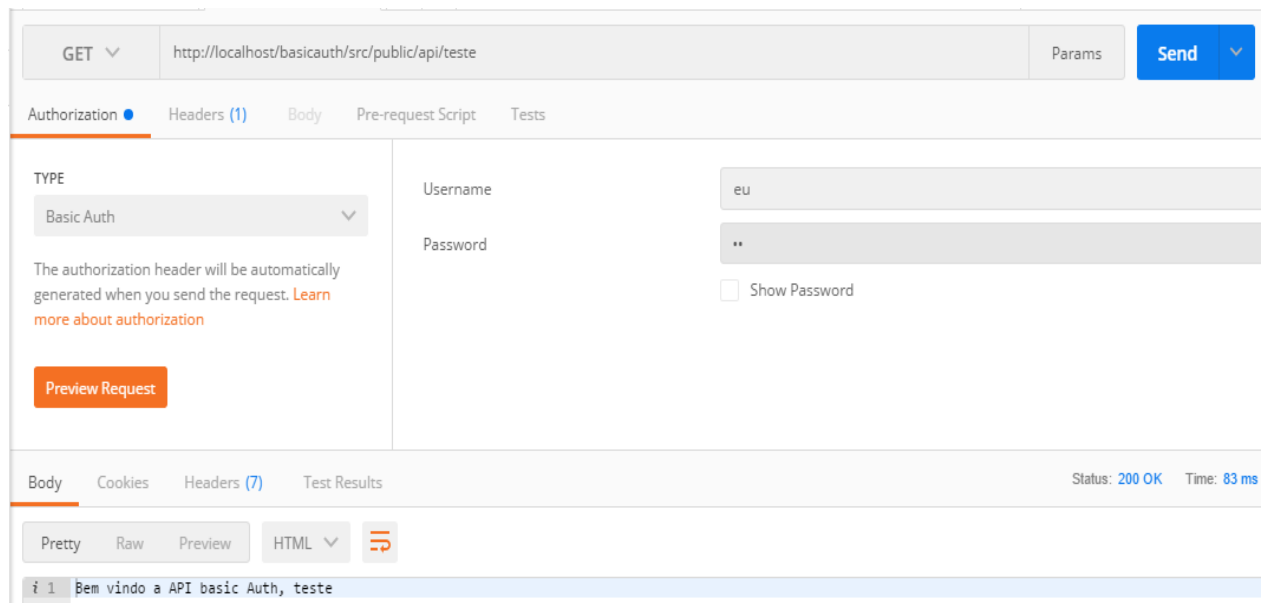 GET http://localhost/basicauth/src/public/api/teste Params Send
Authorization Headers (1) Body Pre-request Script Tests
TYPE
Basic Auth
The authorization header will be automatically
generated when you send the request. Learn
more about authorization
Preview Request
Username eu
Password ••
Show Password
Body Cookies Headers (7) Test Results Status: 200 OK Time: 83 ms
Pretty Raw Preview HTML
i 1 Bem vindo a API basic Auth, teste